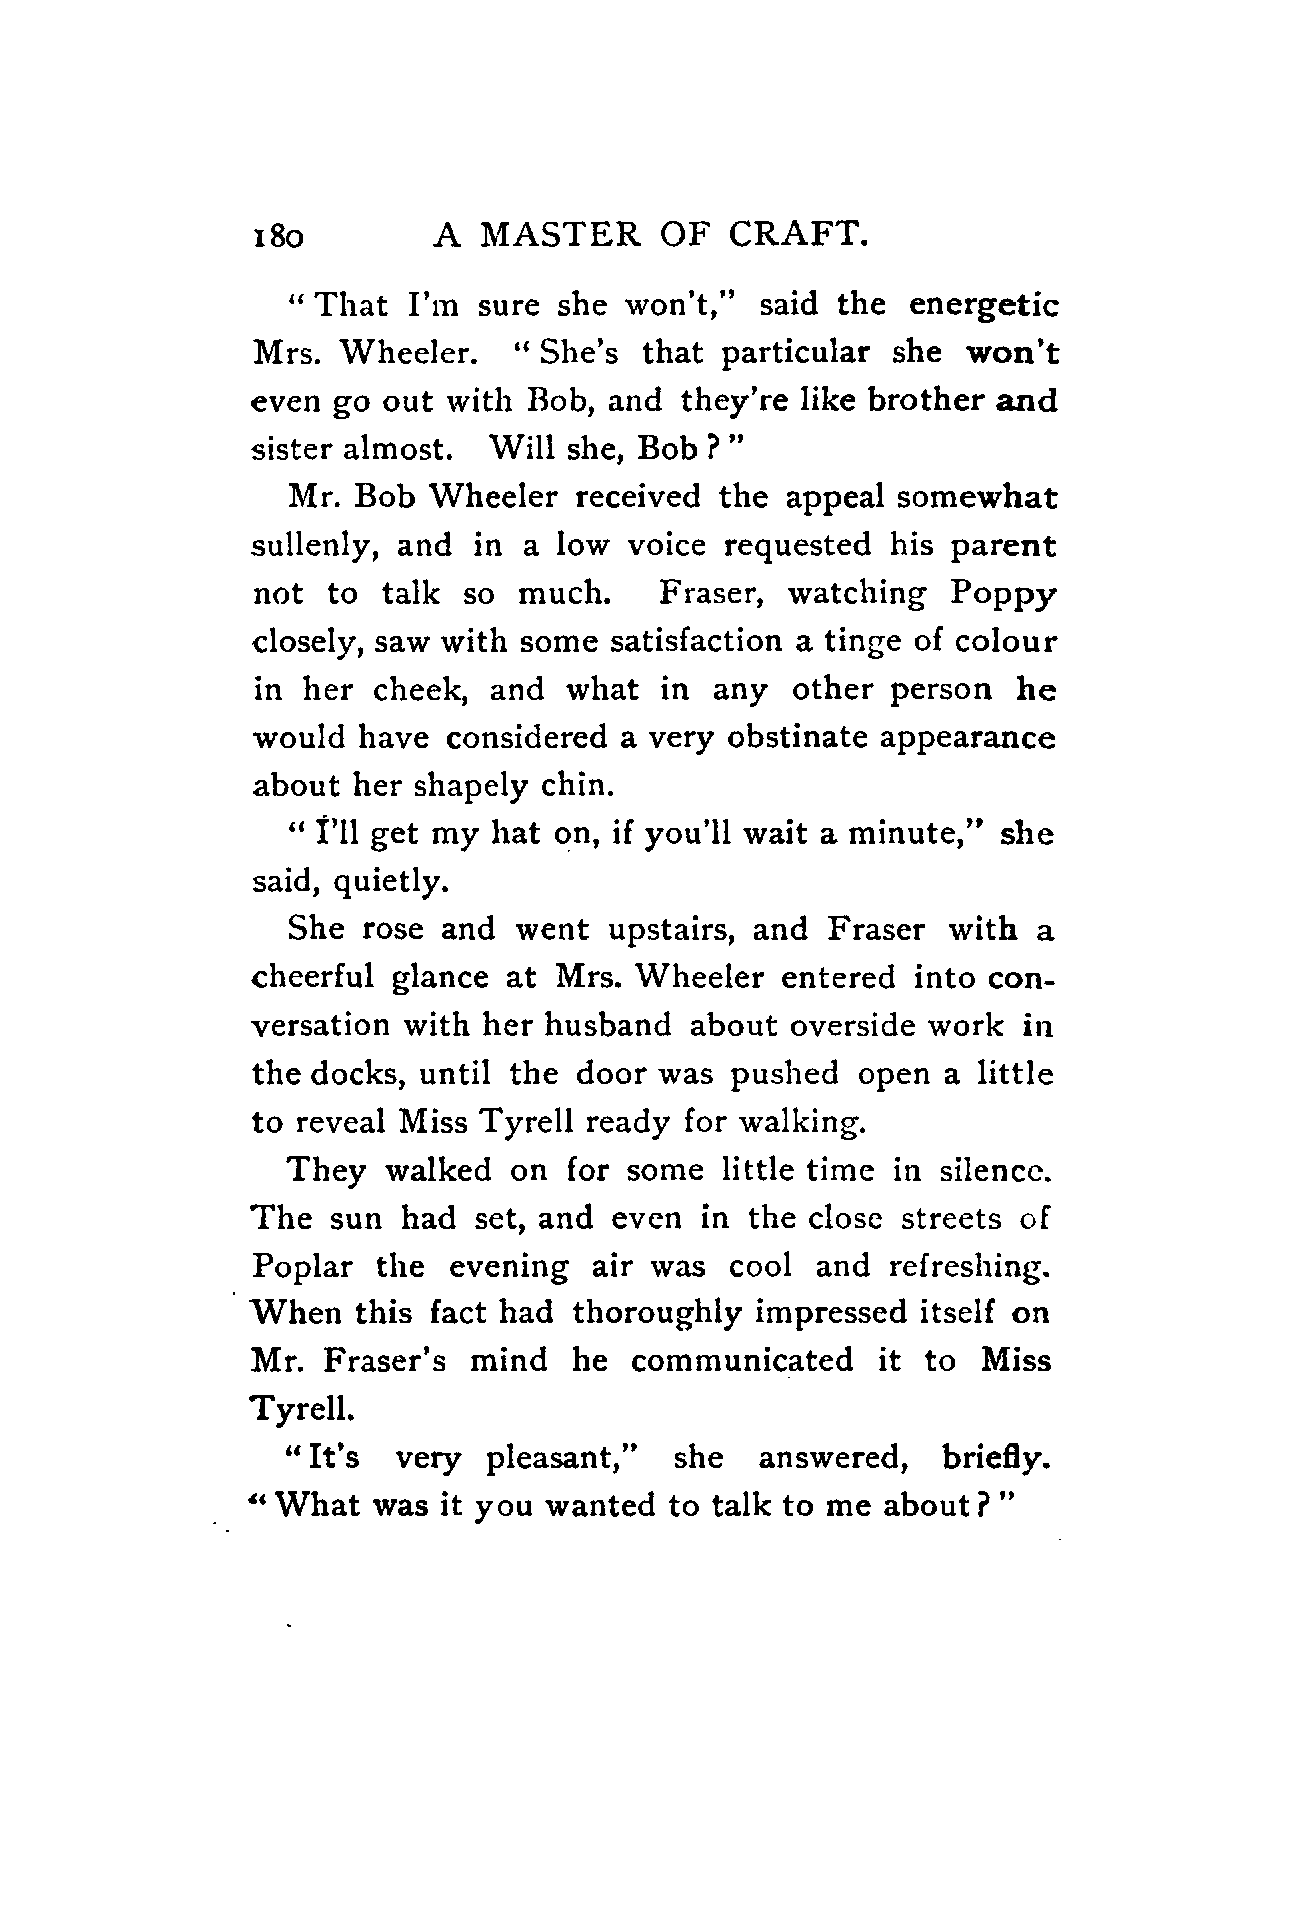 180 A MASTER OF CRAFT.
“ That I’m sure she won’t,” said the energetic
Mrs. Wheeler. “ She’s that particular she won’t
even go out with Bob, and they’re like brother and
sister almost. Will she, Bob ? ”
Mr. Bob Wheeler received the appeal somewhat
sullenly, and in a low voice requested his parent
not to talk so much. Fraser, watching Poppy
closely, saw with some satisfaction a tinge of colour
in her cheek, and what in any other person he
would have considered a very obstinate appearance
about her shapely chin.
“ I’ll get my hat on, if you’ll wait a minute,” she
said, quietly.
She rose and went upstairs, and Fraser with a
cheerful glance at Mrs. Wheeler entered into con-
versation with her husband about overside work in
the docks, until the door was pushed open a little
to reveal Miss Tyrell ready for walking.
They walked on for some little time in silence.
The sun had set, and even in the close streets of
Poplar the evening air was cool and refreshing.
When this fact had thoroughly impressed itself on
Mr. Fraser’s mind he communicated it to Miss
Tyrell.
“ It’s very pleasant,” she answered, briefly.
“ What was it you wanted to talk to me about ? ”